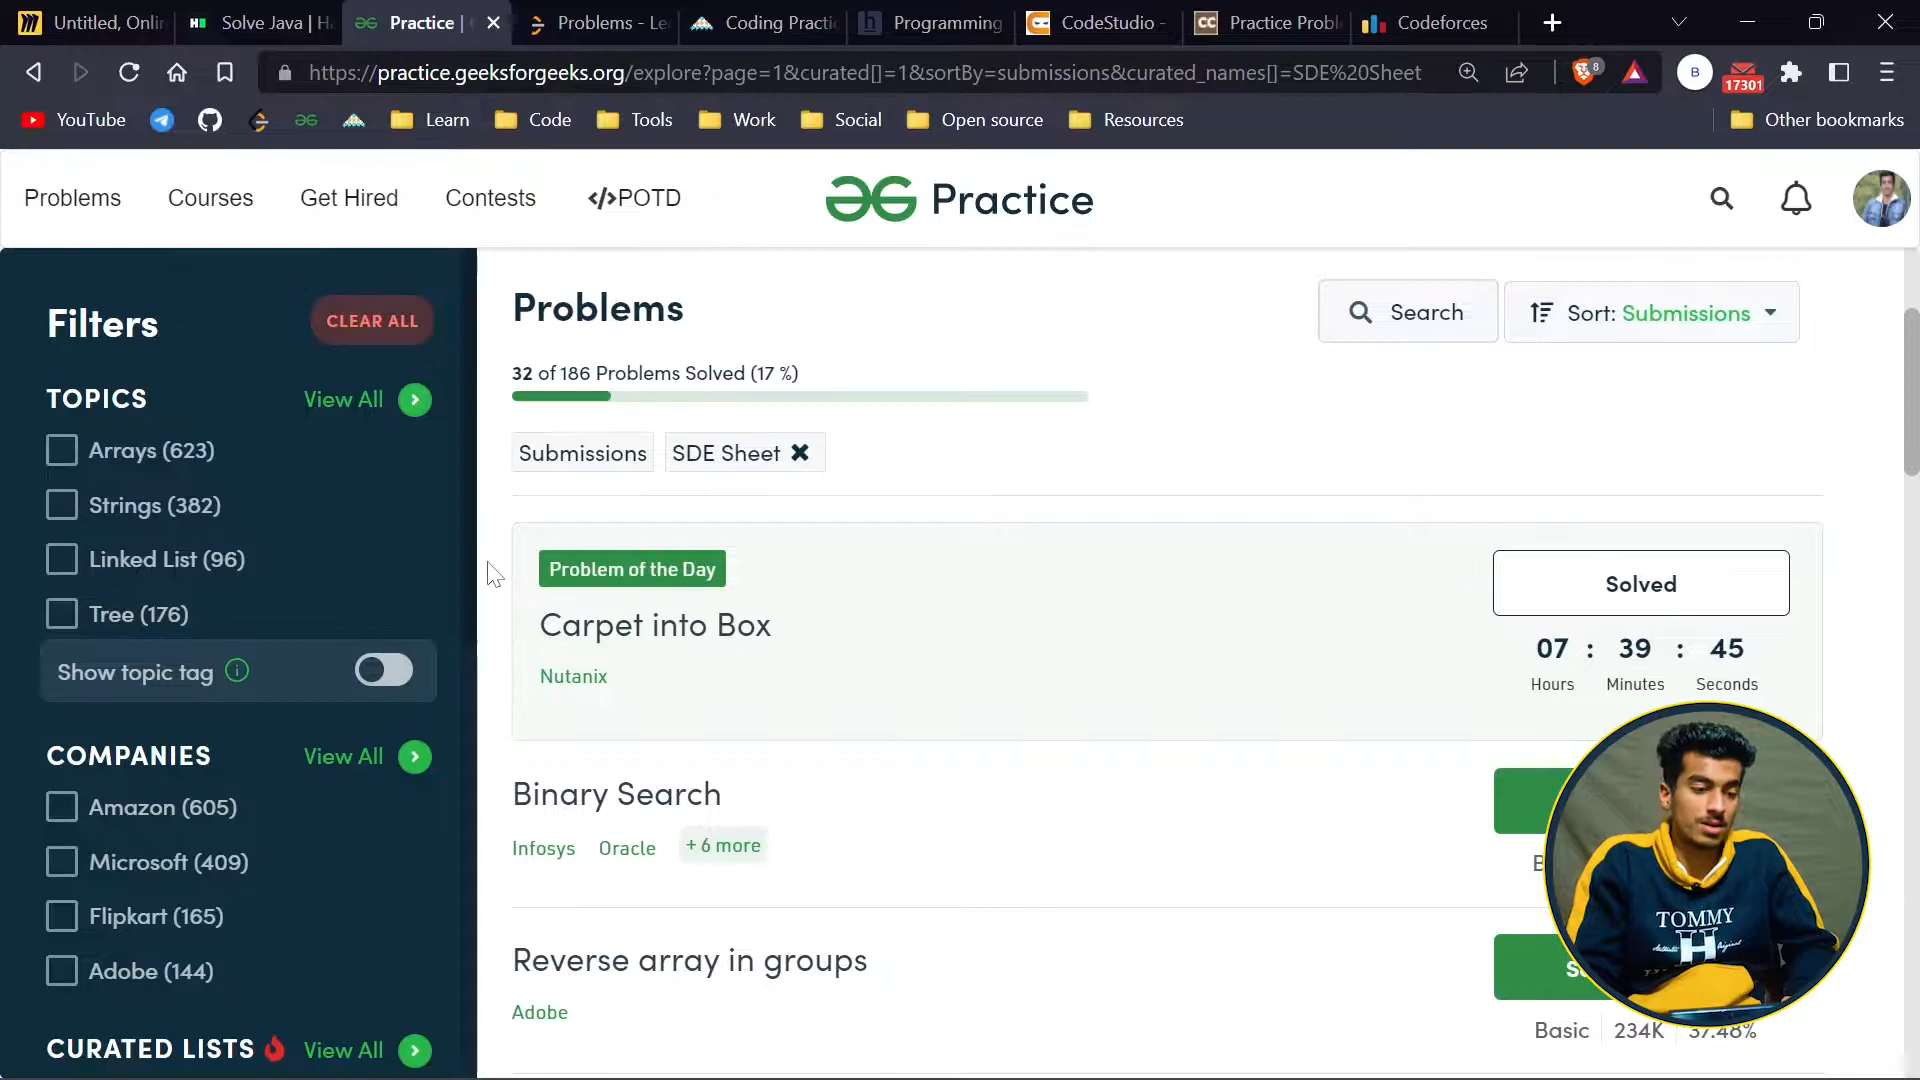 Untitled, Onlir
Solve Java | Ha
Practice |
Problems - Le
Coding Practic
Programming
CodeStudio -
Practice Probl
Codeforces
https://practice.geeksforgeeks.org/explore?page=1&curated[]=1&sortBy=submissions&curated_names[]=SDE%20Sheet
8
B
17301
YouTube
Learn
Code
Tools
Work
Social
Open source
Resources
Other bookmarks
Problems
Courses
Get Hired
Contests
</>POTD
Practice
Filters
CLEAR ALL
TOPICS
View All
Arrays (623)
Strings (382)
Linked List (96)
Tree (176)
Show topic tag
COMPANIES
View All
Amazon (605)
Microsoft (409)
Flipkart (165)
Adobe (144)
CURATED LISTS
View All
Problems
Search
Sort: Submissions
32 of 186 Problems Solved (17 %)
Submissions
SDE Sheet
Problem of the Day
Carpet into Box
Nutanix
Solved
07 : 39 : 45
Hours Minutes Seconds
Binary Search
Infosys Oracle + 6 more
Reverse array in groups
Adobe
Basic 234K 37.48%
TOMMY
H